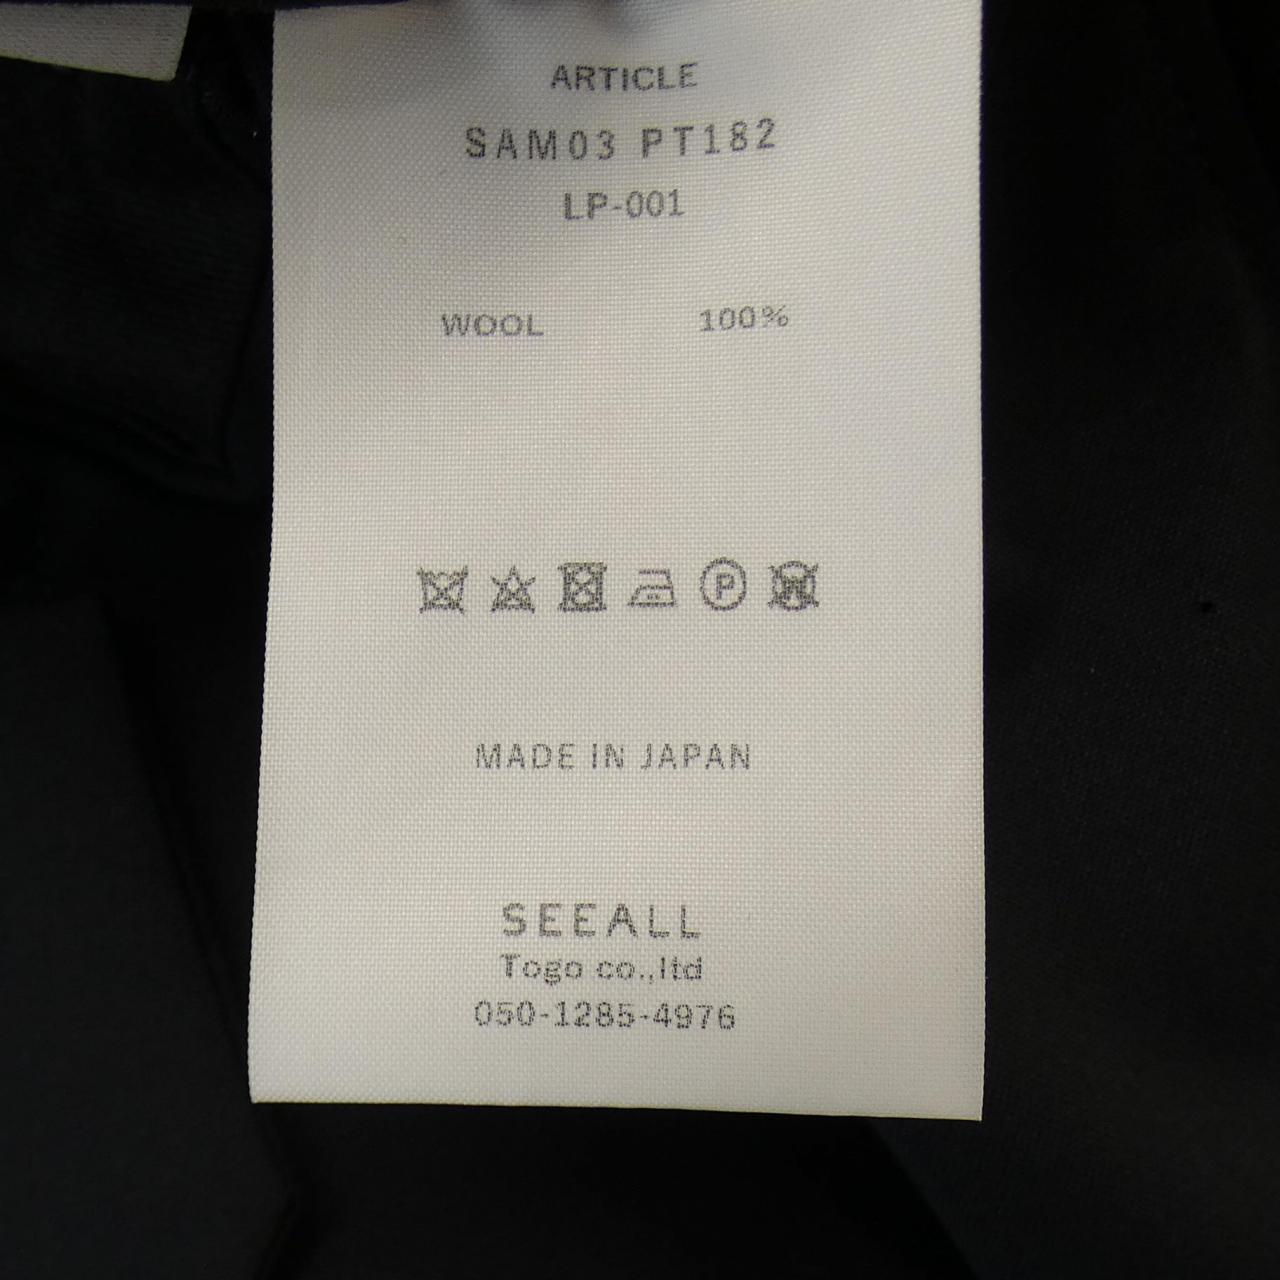 ARTICLE
SAM03 PT182
LP-001
WOOL 100%
P W
MADE IN JAPAN
SEEALL
Togo co.,ltd
050-1285-4976